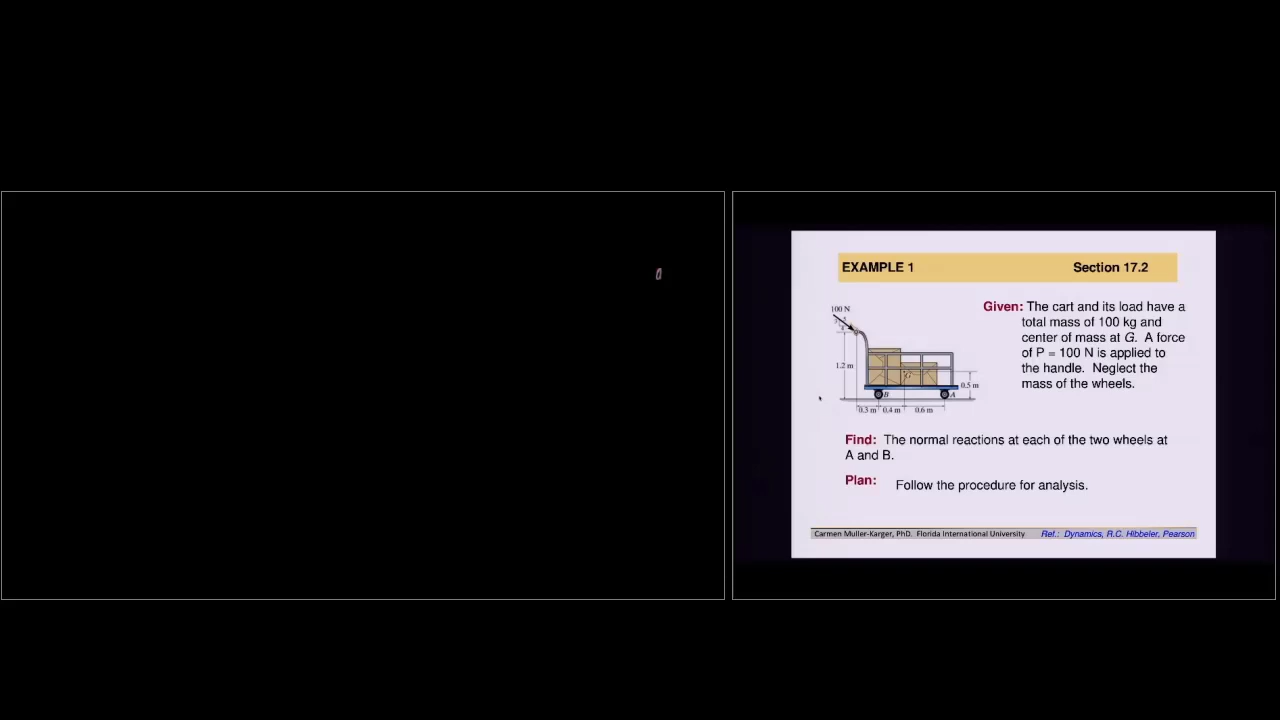 EXAMPLE 1 Section 17.2
Given: The cart and its load have a
total mass of 100 kg and
center of mass at G. A force
of P = 100 N is applied to
the handle. Neglect the
mass of the wheels.
100 N
1.2 m
G
0.5 m
B
A
0.3 m 0.4 m 0.6 m
Find: The normal reactions at each of the two wheels at
A and B.
Plan: Follow the procedure for analysis.
Carmen Muller-Karger, PhD. Florida International University Ref.: Dynamics, R.C. Hibbeler, Pearson